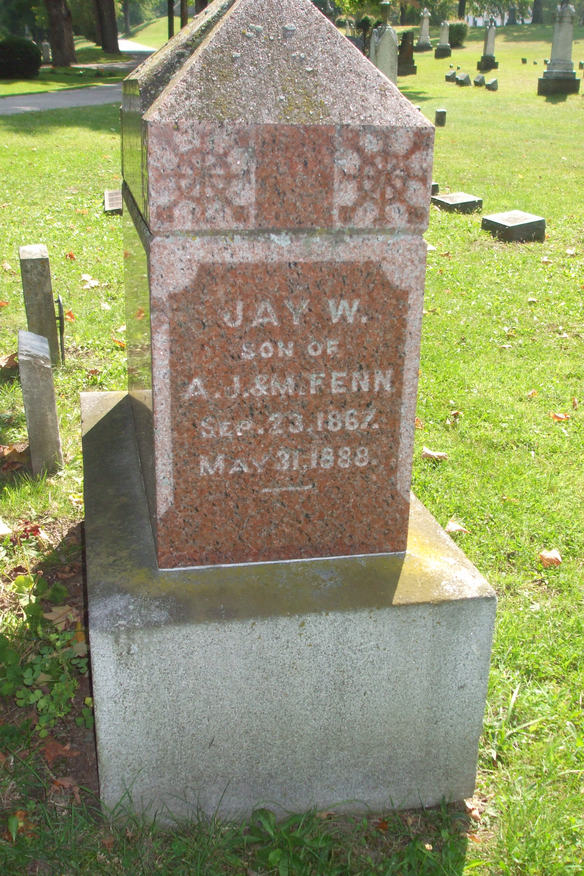 JAY W.
SON OF
A. J. & M. FENN
SEP. 23, 1867.
MAY 31, 1888.